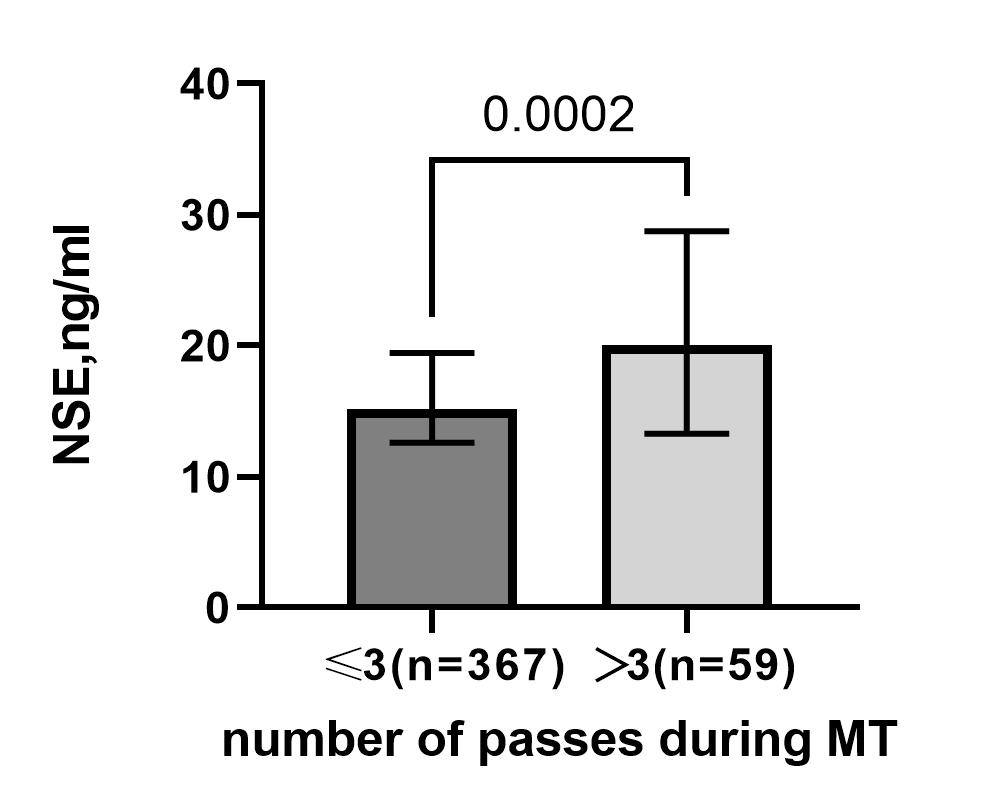 40
0.0002
30
20
10
0
NSE,ng/ml
≤3(n=367) >3(n=59)
number of passes during MT